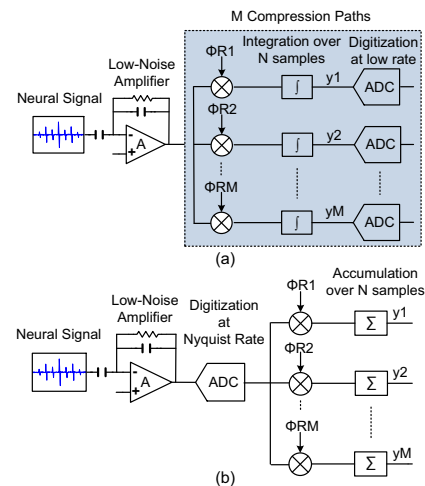 M Compression Paths
Low-Noise
Amplifier
Neural Signal
A
ΦR1
Integration over
N samples
Digitization
at low rate
∫
y1
ADC
ΦR2
∫
y2
ADC
ΦRM
∫
yM
ADC
(a)
Low-Noise
Amplifier
Neural Signal
A
Digitization
at
Nyquist Rate
ADC
ΦR1
Accumulation
over N samples
Σ
y1
ΦR2
Σ
y2
ΦRM
Σ
yM
(b)